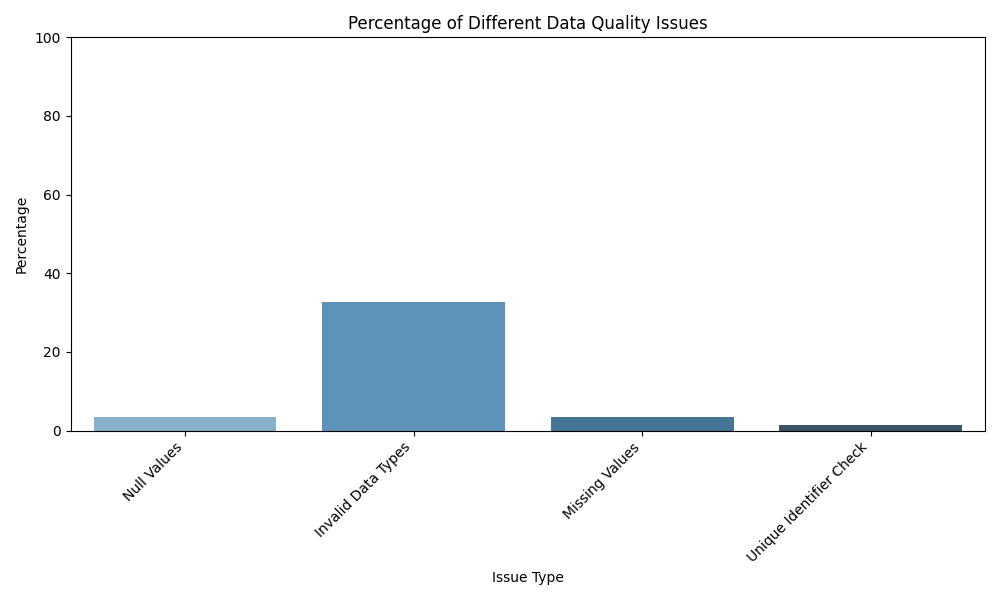 Percentage of Different Data Quality Issues
100
80
60
40
20
0
Percentage
Null Values
Invalid Data Types
Missing Values
Unique Identifier Check
Issue Type